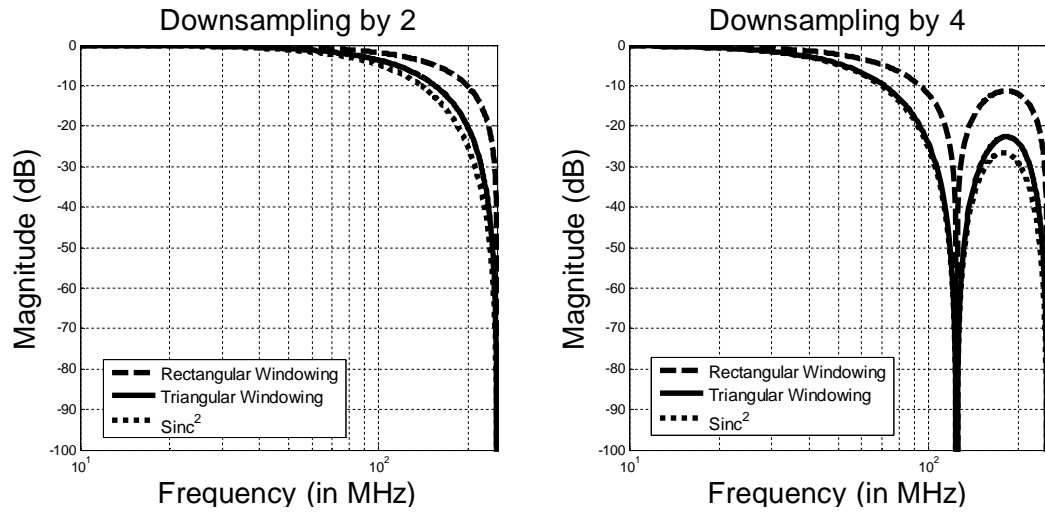 Downsampling by 2
Magnitude (dB)
0
-10
-20
-30
-40
-50
-60
-70
-80
-90
-100
Rectangular Windowing
Triangular Windowing
Sinc²
10¹
10²
Frequency (in MHz)
Downsampling by 4
Magnitude (dB)
0
-10
-20
-30
-40
-50
-60
-70
-80
-90
-100
Rectangular Windowing
Triangular Windowing
Sinc²
10¹
10²
Frequency (in MHz)